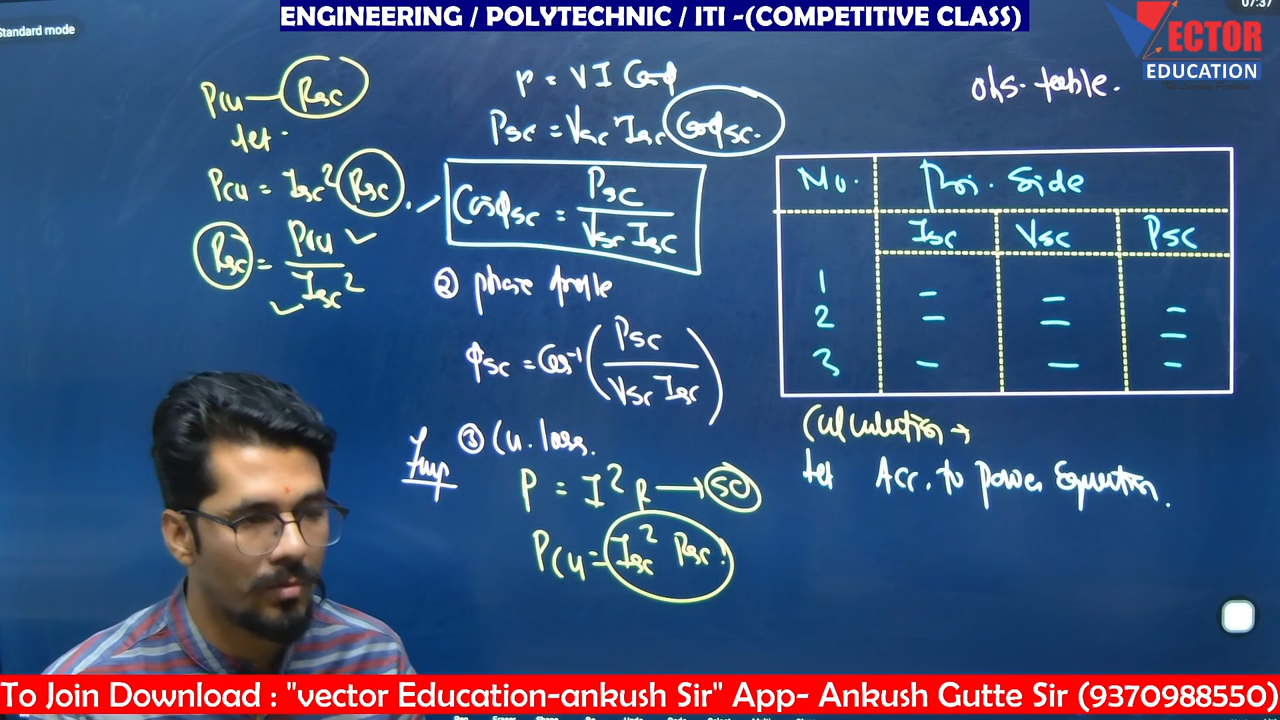 ENGINEERING / POLYTECHNIC / ITI -(COMPETITIVE CLASS)
Standard mode
07:37
VECTOR
EDUCATION
Pcu — Rsc
let.
Pcu = Isc² Rsc.
Rsc = Pcu / Isc²
P = V I Cosφ
Psc = Vsc Isc Cosφsc.
Cosφsc = Psc / Vsc Isc
② phase
φsc = Cos⁻¹ (Psc / Vsc Isc)
Imp
③ Cu. loss.
P = I² R → SC
Pcu = Isc² Rsc.
obs. table.
No. Pri. Side
Isc Vsc Psc
1 – – –
2 – – –
3 – – –
Calculation →
let Acc. to power Equation.
To Join Download : "vector Education-ankush Sir" App- Ankush Gutte Sir (9370988550)